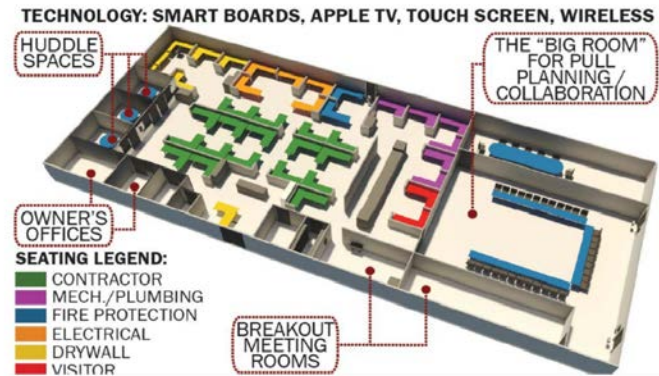 TECHNOLOGY: SMART BOARDS, APPLE TV, TOUCH SCREEN, WIRELESS
HUDDLE
SPACES
THE “BIG ROOM”
FOR PULL
PLANNING /
COLLABORATION
OWNER'S
OFFICES
SEATING LEGEND:
CONTRACTOR
MECH./PLUMBING
FIRE PROTECTION
ELECTRICAL
DRYWALL
VISITOR
BREAKOUT
MEETING
ROOMS